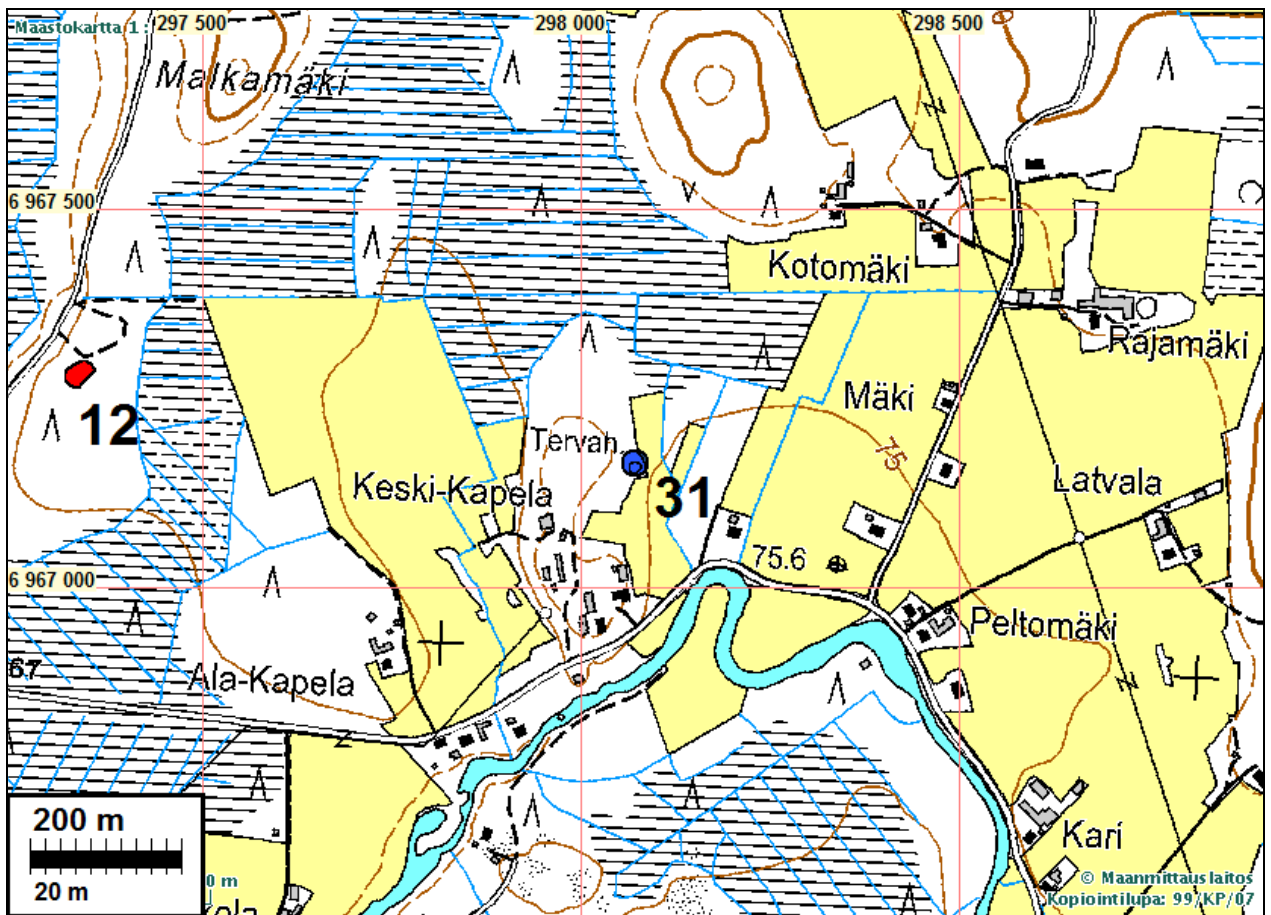 Maastokartta 1:
297 500
298 000
298 500
Malkamäki
6 967 500
Kotomäki
Rajamäki
12
Mäki
Tervah.
75
Keski-Kapela
31
Latvala
75.6
6 967 000
Peltomäki
67
Ala-Kapela
200 m
20 m
0 m
Kari
© Maanmittauslaitos
Kopiointilupa: 99/KP/07